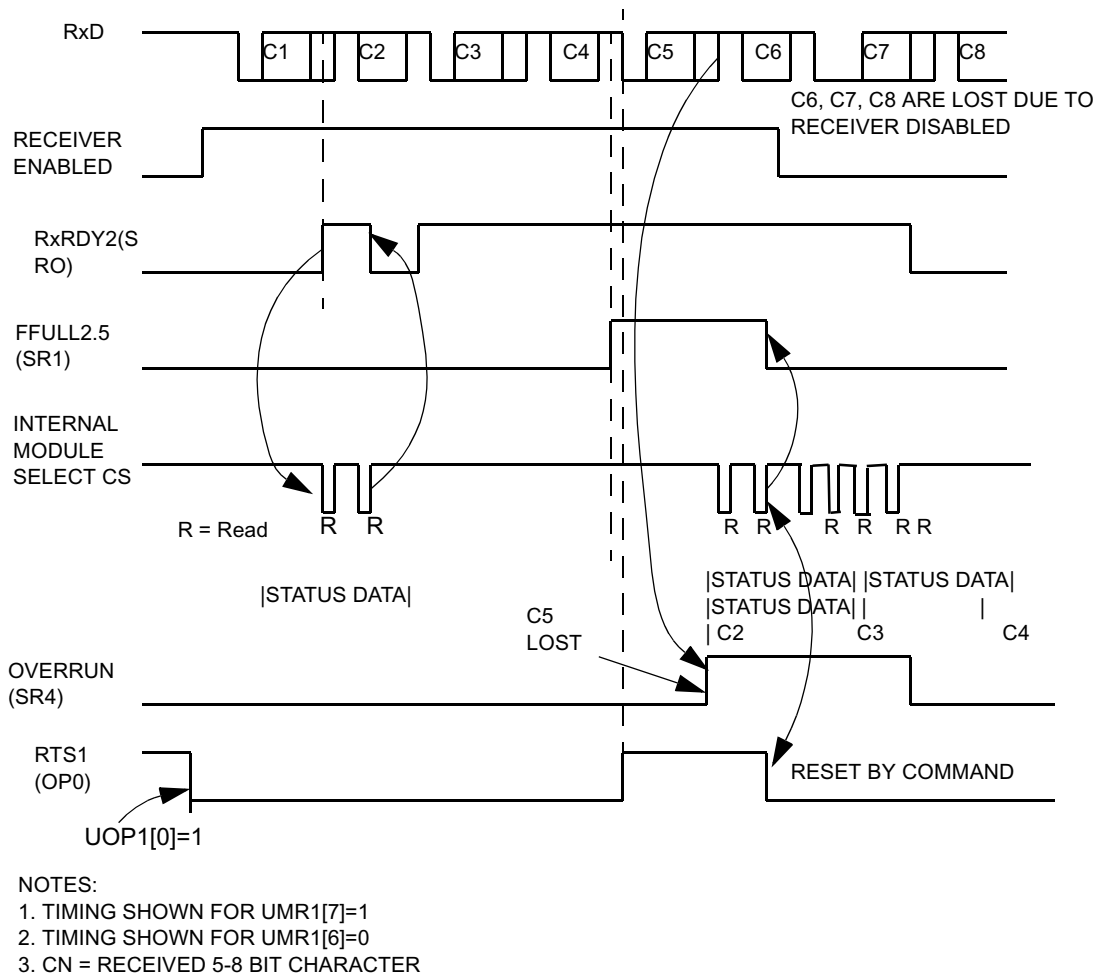 RxD
C1 C2 C3 C4 C5 C6 C7 C8
C6, C7, C8 ARE LOST DUE TO
RECEIVER DISABLED
RECEIVER
ENABLED
RxRDY2(S
RO)
FFULL2.5
(SR1)
INTERNAL
MODULE
SELECT CS
R = Read
R R R R R R R R
|STATUS DATA|
|STATUS DATA| |STATUS DATA|
|STATUS DATA| | |
| C2 C3 C4
C5
LOST
OVERRUN
(SR4)
RTS1
(OP0)
RESET BY COMMAND
UOP1[0]=1
NOTES:
1. TIMING SHOWN FOR UMR1[7]=1
2. TIMING SHOWN FOR UMR1[6]=0
3. CN = RECEIVED 5-8 BIT CHARACTER